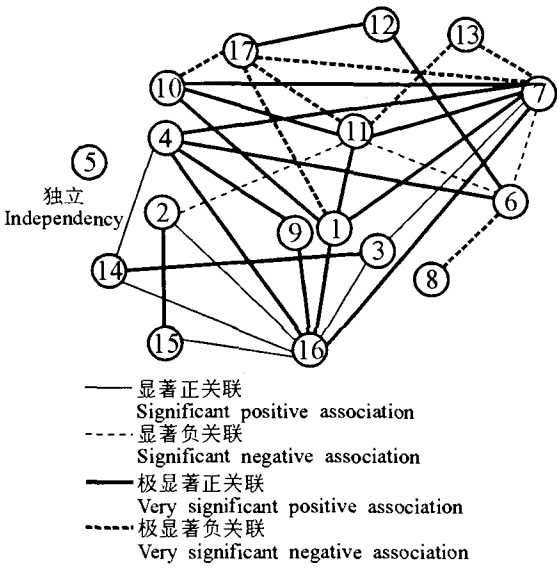 12
13
17
10
7
11
4
5
独立
Independency
6
2
9
1
3
8
14
15
16
显著正关联
Significant positive association
显著负关联
Significant negative association
极显著正关联
Very significant positive association
极显著负关联
Very significant negative association